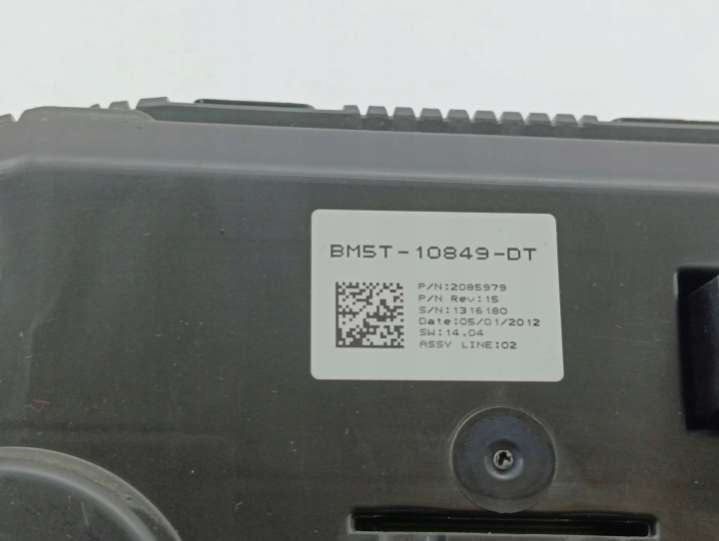 BM5T-10849-DT
P/N:2085979
P/N Rev:15
S/N:1316180
Date:05/01/2012
SW:14.04
ASSY LINE:02